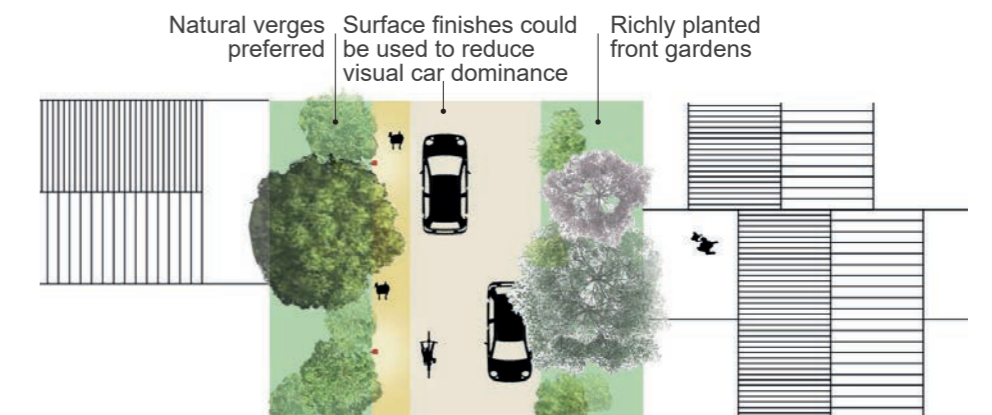 Natural verges
preferred
Surface finishes could
be used to reduce
visual car dominance
Richly planted
front gardens